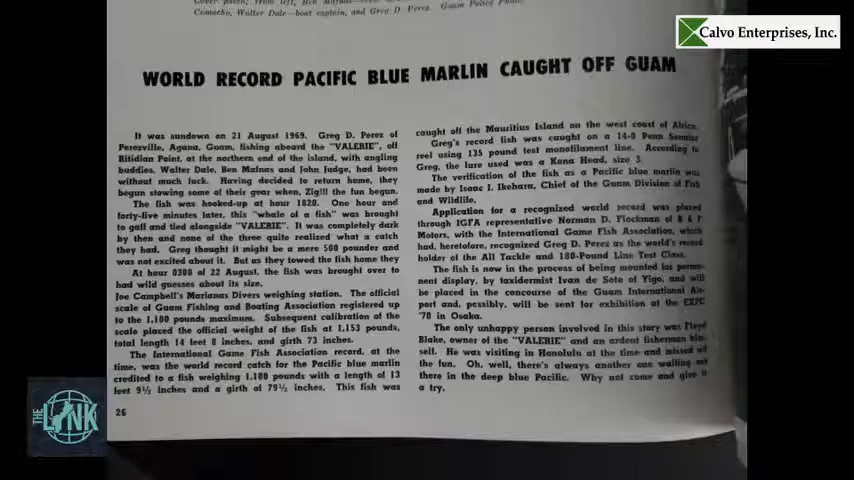 Cover photo; from left, Ben
Camacho, Walter Dale—boat captain, and Greg D. Perez. Guam Police Photo
Calvo Enterprises, Inc.
WORLD RECORD PACIFIC BLUE MARLIN CAUGHT OFF GUAM
It was sundown on 21 August 1969. Greg D. Perez of
Perezville, Agana, Guam, fishing aboard the "VALERIE", off
Ritidian Point, at the northern end of the island, with angling
buddies, Walter Dale, Ben Mafnas and John Judge, had been
without much luck. Having decided to return home, they
begun stowing some of their gear when, Zig!!! the fun begun.
The fish was hooked-up at hour 1820. One hour and
forty-five minutes later, this "whale of a fish" was brought
to gaff and tied alongside "VALERIE". It was completely dark
by then and none of the three quite realized what a catch
they had. Greg thought it might be a mere 500 pounder and
was not excited about it. But as they towed the fish home they
At hour 0300 of 22 August, the fish was brought over to
had wild guesses about its size.
Joe Campbell's Marianas Divers weighing station. The official
scale of Guam Fishing and Boating Association registered up
to the 1,100 pounds maximum. Subsequent calibration of the
scale placed the official weight of the fish at 1,153 pounds,
total length 14 feet 8 inches, and girth 73 inches.
The International Game Fish Association record, at the
time, was the world record catch for the Pacific blue marlin
credited to a fish weighing 1,100 pounds with a length of 13
feet 9½ inches and a girth of 79½ inches. This fish was
26
caught off the Mauritius Island on the west coast of Africa.
Greg's record fish was caught on a 14-0 Penn Senator
reel using 135 pound test monofilament line. According to
Greg, the lure used was a Kona Head, size 3.
The verification of the fish as a Pacific blue marlin was
made by Isaac I. Ikehara, Chief of the Guam Division of Fish
and Wildlife.
Application for a recognized world record was placed
through IGFA representative Norman D. Fleckman of R & F
Motors, with the International Game Fish Association, which
had, heretofore, recognized Greg D. Perez as the world's record
holder of the All Tackle and 180-Pound Line Test Class.
The fish is now in the process of being mounted for perma-
nent display, by taxidermist Ivan de Soto of Yigo, and will
be placed in the concourse of the Guam International Air-
port and, possibly, will be sent for exhibition at the EXPO
'70 in Osaka.
The only unhappy person involved in this story was Floyd
Blake, owner of the "VALERIE" and an ardent fisherman him-
self. He was visiting in Honolulu at the time and missed all
the fun. Oh, well, there's always another one waiting out
there in the deep blue Pacific. Why not come and give it
a try.
THE LINK